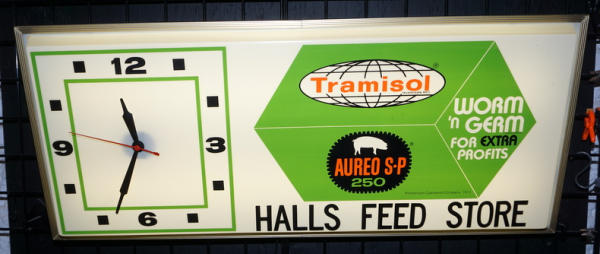 12
9
3
6
Tramisol
®
AUREO S·P
250
WORM
'n GERM
FOR EXTRA
PROFITS
HALLS FEED STORE